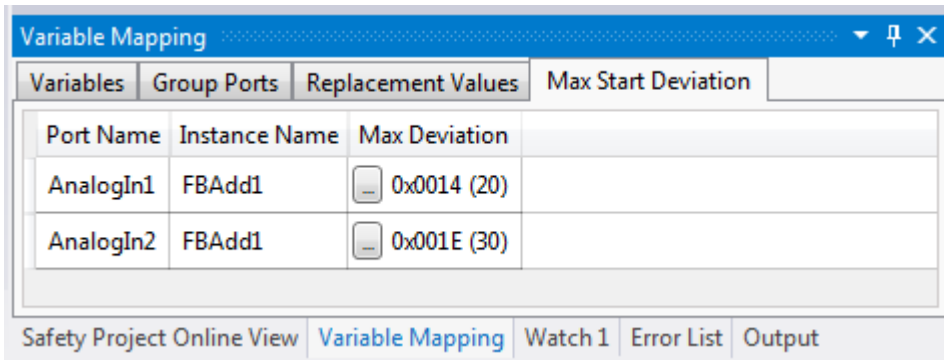 Variable Mapping
Variables Group Ports Replacement Values Max Start Deviation
Port Name Instance Name Max Deviation
AnalogIn1 FBAdd1 ... 0x0014 (20)
AnalogIn2 FBAdd1 ... 0x001E (30)
Safety Project Online View Variable Mapping Watch 1 Error List Output